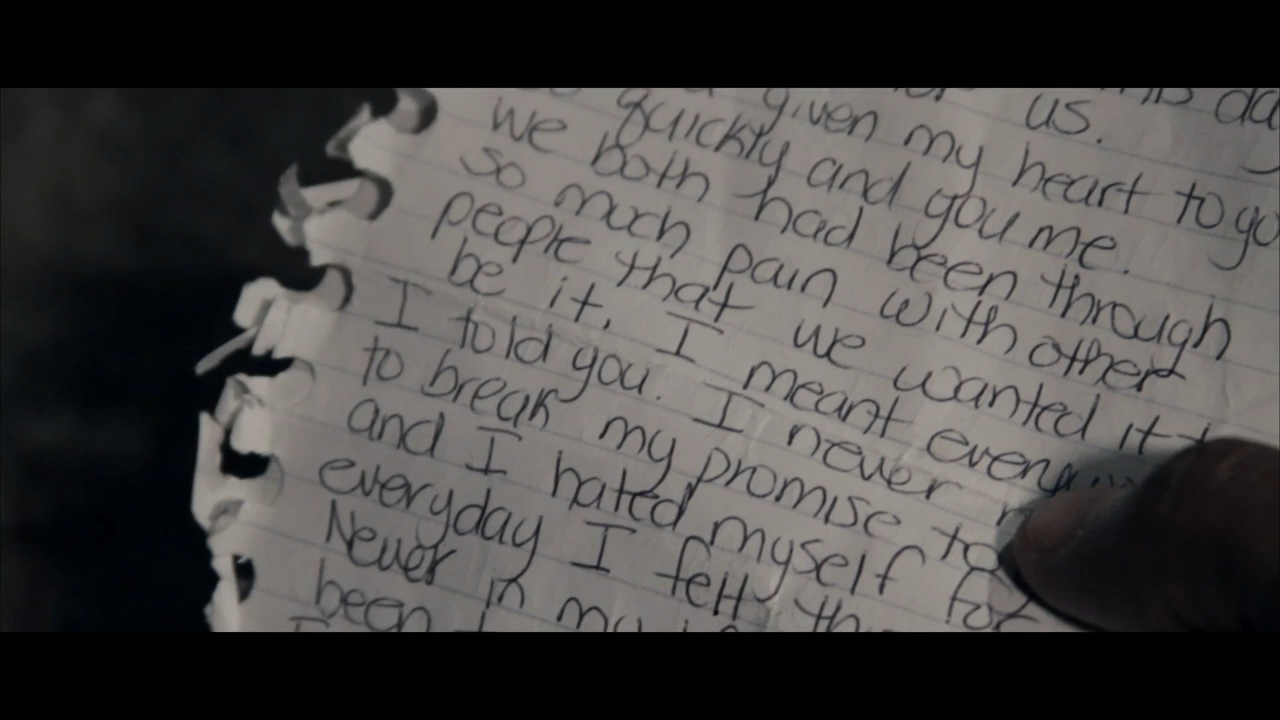 us.
given my heart to
quickly and you me.
we both had been through
so much pain with other
people that we wanted it
be it. I meant
I told you. I never
to break my promise to
and I hated myself for
everyday I felt
Never in my
been